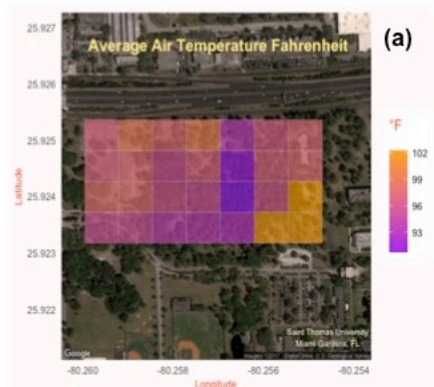 Average Air Temperature Fahrenheit
(a)
25.927
25.926
25.925
25.924
25.923
25.922
Latitude
°F
102
99
96
93
Saint Thomas University
Miami Gardens, FL
Google
-80.260
-80.258
-80.256
-80.254
Longitude